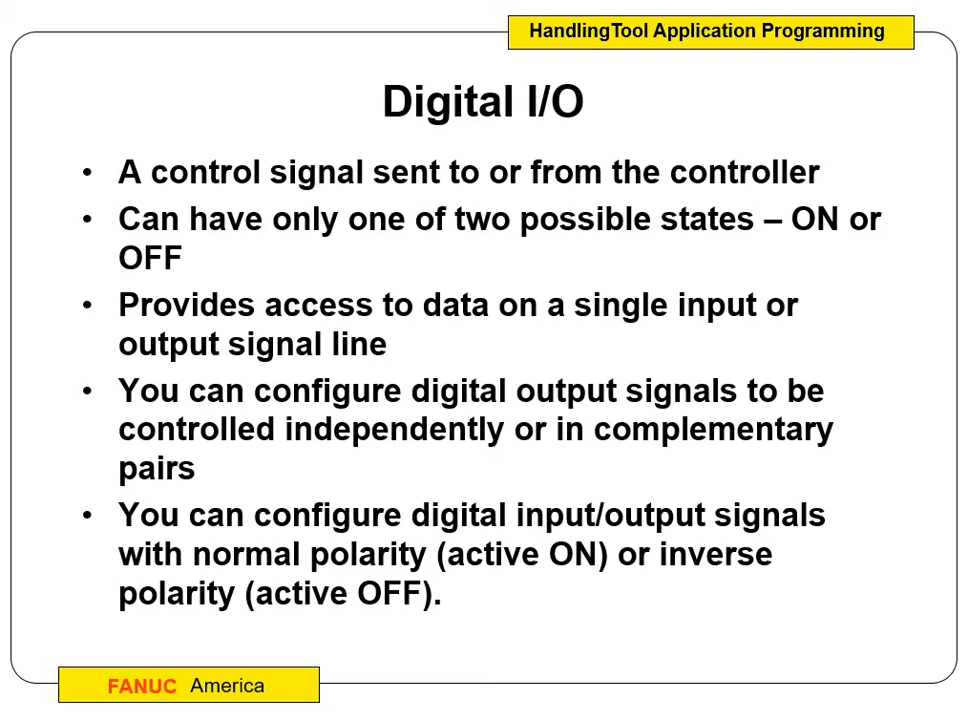 HandlingTool Application Programming
Digital I/O
• A control signal sent to or from the controller
• Can have only one of two possible states – ON or
OFF
• Provides access to data on a single input or
output signal line
• You can configure digital output signals to be
controlled independently or in complementary
pairs
• You can configure digital input/output signals
with normal polarity (active ON) or inverse
polarity (active OFF).
FANUC America